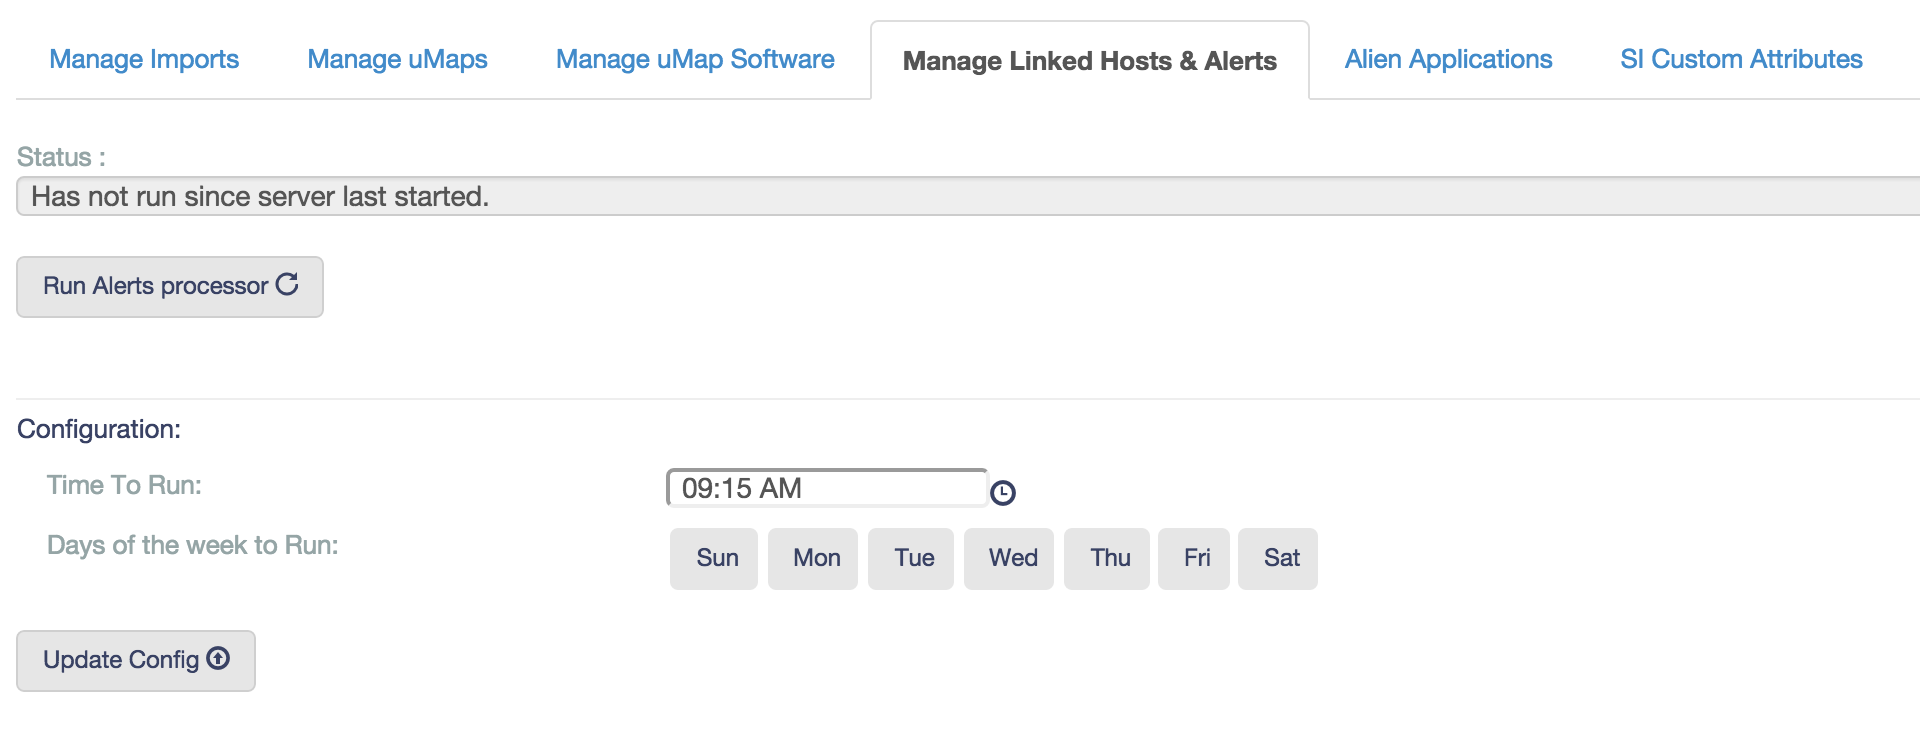 Manage Imports Manage uMaps Manage uMap Software Manage Linked Hosts & Alerts Alien Applications SI Custom Attributes
Status :
Has not run since server last started.
Run Alerts processor
Configuration:
Time To Run: 09:15 AM
Days of the week to Run: Sun Mon Tue Wed Thu Fri Sat
Update Config